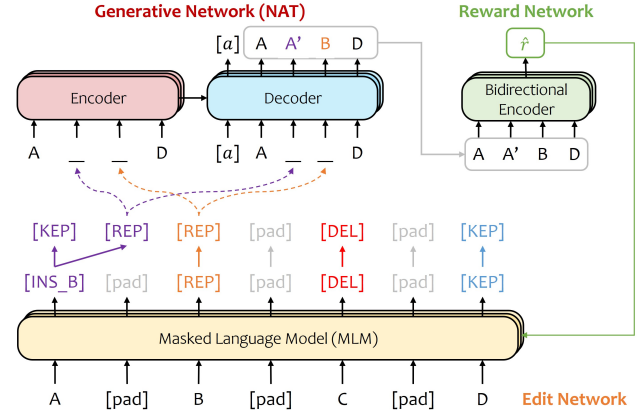 Generative Network (NAT) Reward Network
[a] A A’ B D r̂
Encoder Decoder Bidirectional Encoder
A _ _ D [a] A _ _ D A A’ B D
[KEP] [REP] [REP] [pad] [DEL] [pad] [KEP]
[INS_B] [pad] [REP] [pad] [DEL] [pad] [KEP]
Masked Language Model (MLM)
A [pad] B [pad] C [pad] D Edit Network